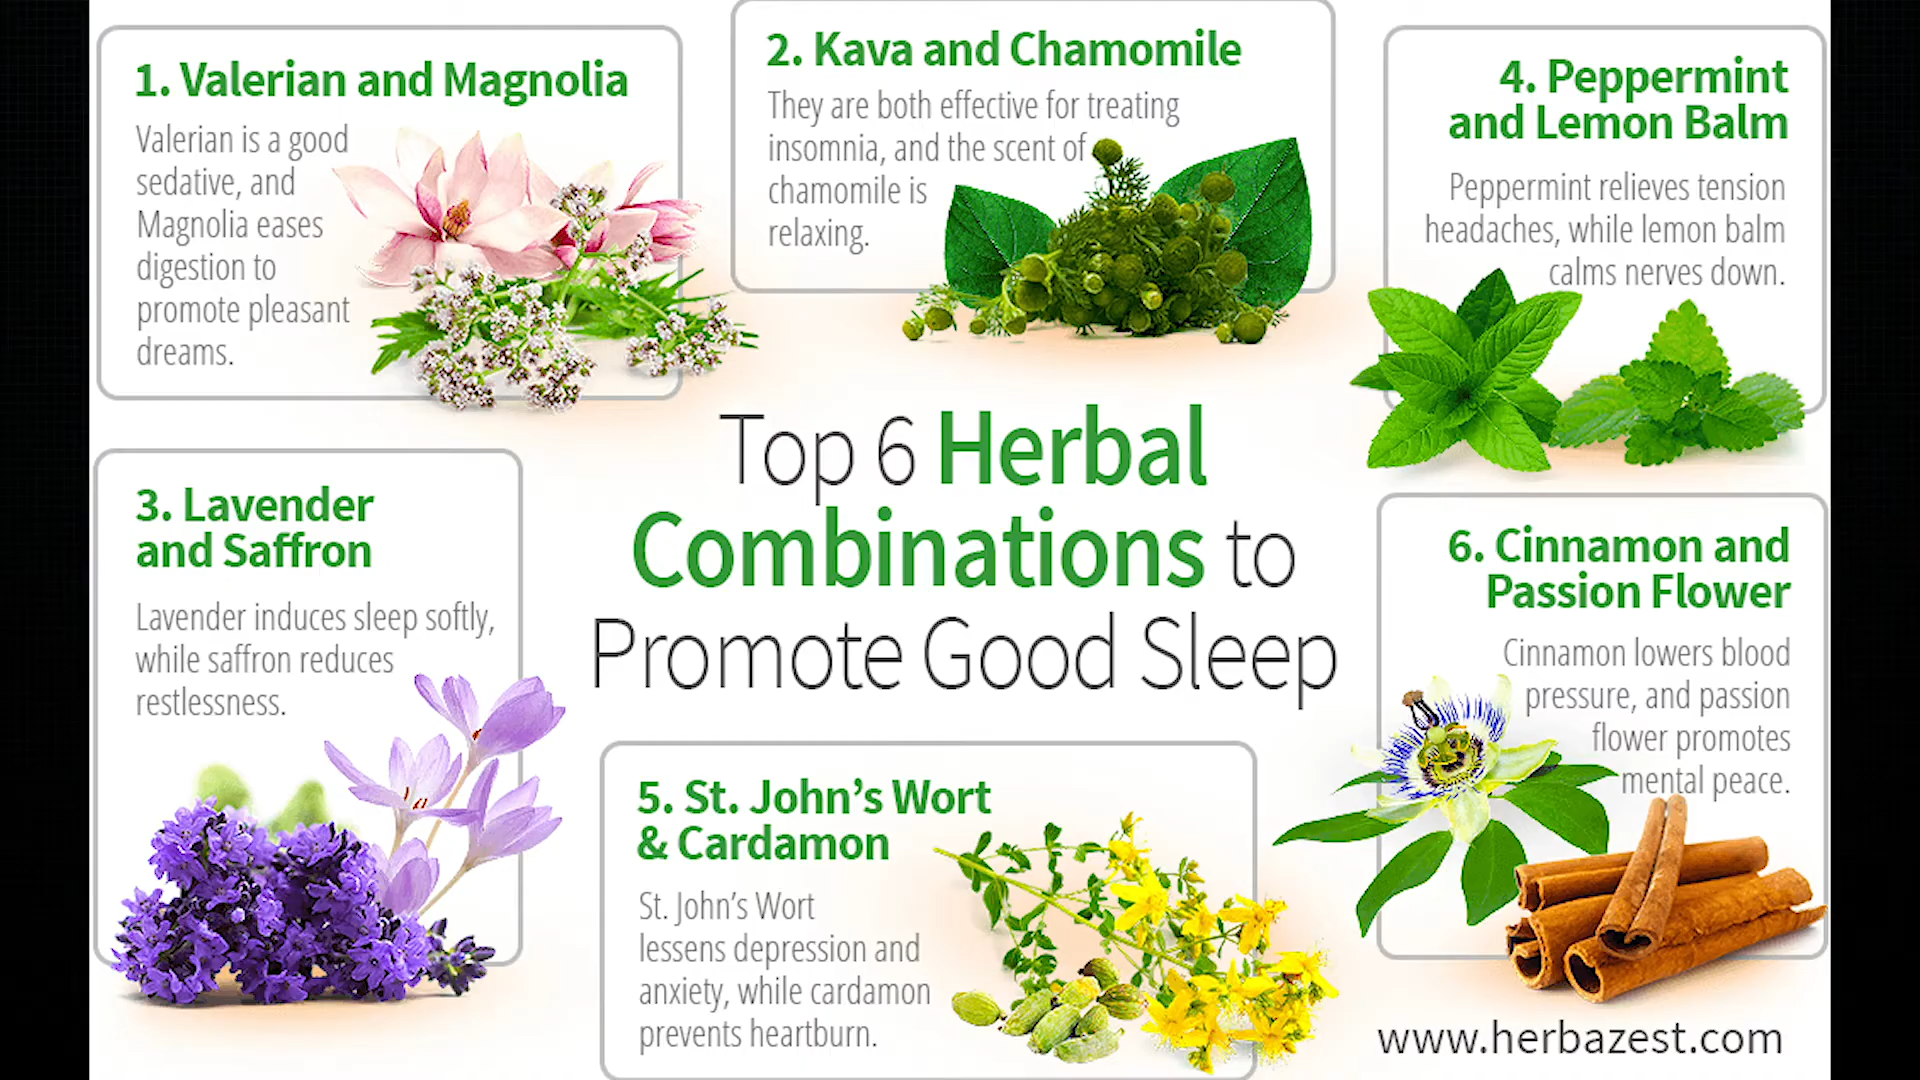 1. Valerian and Magnolia
Valerian is a good
sedative, and
Magnolia eases
digestion to
promote pleasant
dreams.
2. Kava and Chamomile
They are both effective for treating
insomnia, and the scent of
chamomile is
relaxing.
4. Peppermint
and Lemon Balm
Peppermint relieves tension
headaches, while lemon balm
calms nerves down.
Top 6 Herbal
Combinations to
Promote Good Sleep
3. Lavender
and Saffron
Lavender induces sleep softly,
while saffron reduces
restlessness.
5. St. John’s Wort
& Cardamon
St. John’s Wort
lessens depression and
anxiety, while cardamon
prevents heartburn.
6. Cinnamon and
Passion Flower
Cinnamon lowers blood
pressure, and passion
flower promotes
mental peace.
www.herbazest.com